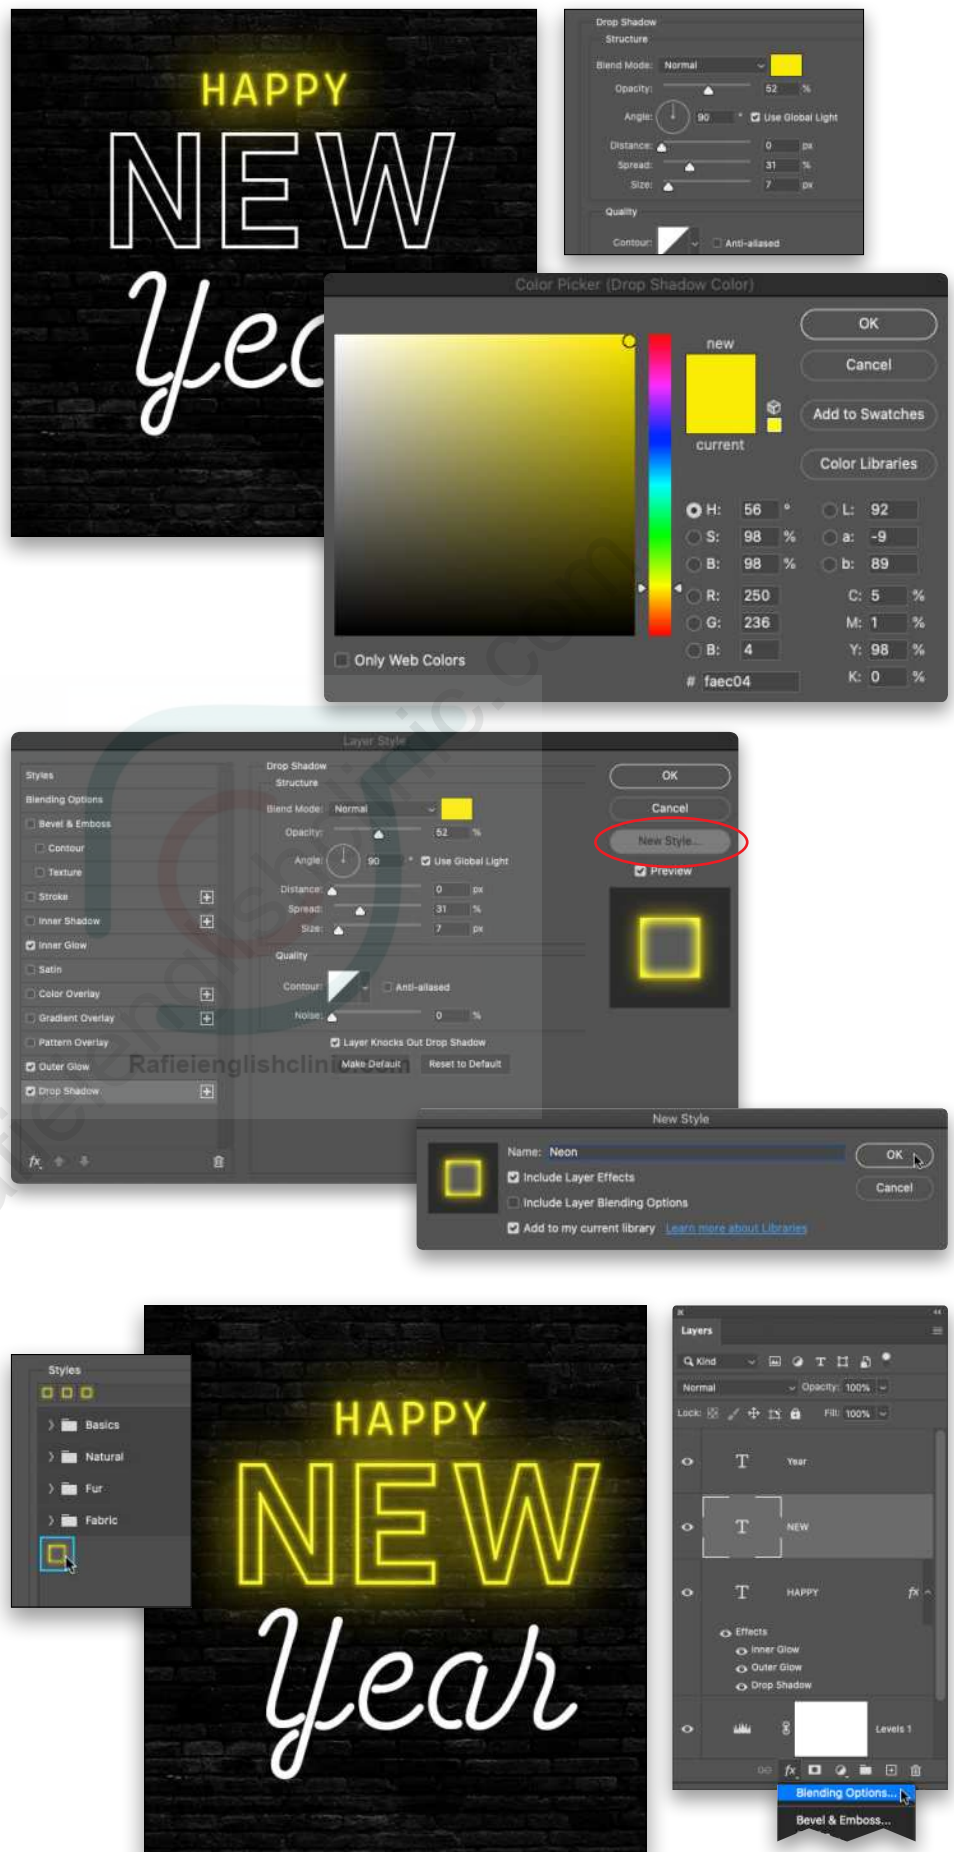 HAPPY
NEW
Yea
Drop Shadow
Structure
Blend Mode: Normal
Opacity: 52 %
Angle: 90 ° Use Global Light
Distance: 0 px
Spread: 31 %
Size: 7 px
Quality
Contour: Anti-aliased
Color Picker (Drop Shadow Color)
new
current
OK
Cancel
Add to Swatches
Color Libraries
H: 56 ° L: 92
S: 98 % a: -9
B: 98 % b: 89
R: 250 C: 5 %
G: 236 M: 1 %
B: 4 Y: 98 %
# faec04 K: 0 %
Only Web Colors
Layer Style
Styles
Blending Options
Bevel & Emboss
Contour
Texture
Stroke
Inner Shadow
Inner Glow
Satin
Color Overlay
Gradient Overlay
Pattern Overlay
Outer Glow
Drop Shadow
fx
Drop Shadow
Structure
Blend Mode: Normal
Opacity: 52 %
Angle: 90 ° Use Global Light
Distance: 0 px
Spread: 31 %
Size: 7 px
Quality
Contour: Anti-aliased
Noise: 0 %
Layer Knocks Out Drop Shadow
Make Default Reset to Default
OK
Cancel
New Style...
Preview
Rafieienglishclinic.com
New Style
Name: Neon
Include Layer Effects
Include Layer Blending Options
Add to my current library Learn more about Libraries
OK
Cancel
Styles
Basics
Natural
Fur
Fabric
HAPPY
NEW
Year
Layers
Kind
Normal Opacity: 100%
Lock: Fill: 100%
T Year
T NEW
T HAPPY fx
Effects
Inner Glow
Outer Glow
Drop Shadow
Levels 1
fx
Blending Options...
Bevel & Emboss...